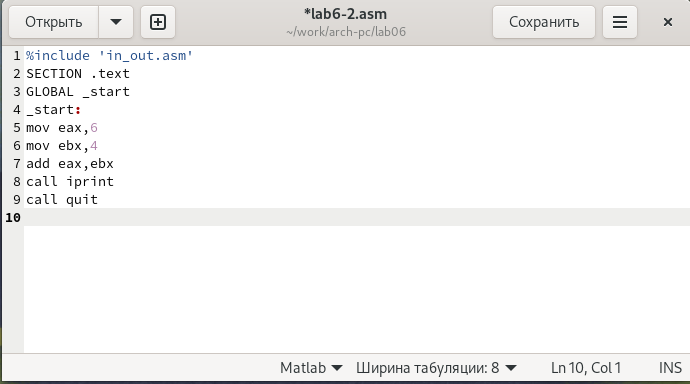 Открыть
*lab6-2.asm
~/work/arch-pc/lab06
Сохранить
1 %include 'in_out.asm'
2 SECTION .text
3 GLOBAL _start
4 _start:
5 mov eax,6
6 mov ebx,4
7 add eax,ebx
8 call iprint
9 call quit
10
Matlab Ширина табуляции: 8 Ln 10, Col 1 INS